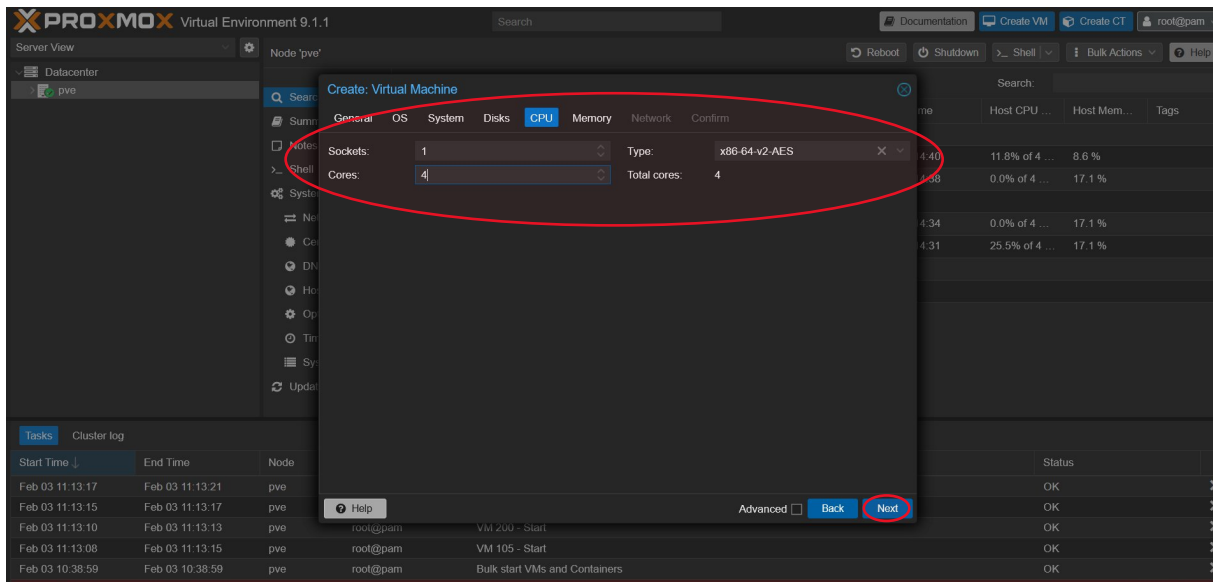 PROXMOX Virtual Environment 9.1.1 Search Documentation Create VM Create CT root@pam
Server View Node 'pve' Reboot Shutdown >_ Shell Bulk Actions Help
Datacenter Search:
pve Create: Virtual Machine
Host CPU ... Host Mem... Tags
General OS System Disks CPU Memory Network Confirm
Notes Sockets: 1 Type: x86-64-v2-AES 4:40 11.8% of 4 ... 8.6 %
>_ Shell Cores: 4 Total cores: 4 0.0% of 4 ... 17.1 %
4:34 0.0% of 4 ... 17.1 %
4:31 25.5% of 4 ... 17.1 %
Tasks Cluster log
Start Time ↓ End Time Node Status
Feb 03 11:13:17 Feb 03 11:13:21 pve OK
Feb 03 11:13:15 Feb 03 11:13:17 pve Help Advanced Back Next OK
Feb 03 11:13:10 Feb 03 11:13:13 pve root@pam VM 200 - Start OK
Feb 03 11:13:08 Feb 03 11:13:15 pve root@pam VM 105 - Start OK
Feb 03 10:38:59 Feb 03 10:38:59 pve root@pam Bulk start VMs and Containers OK